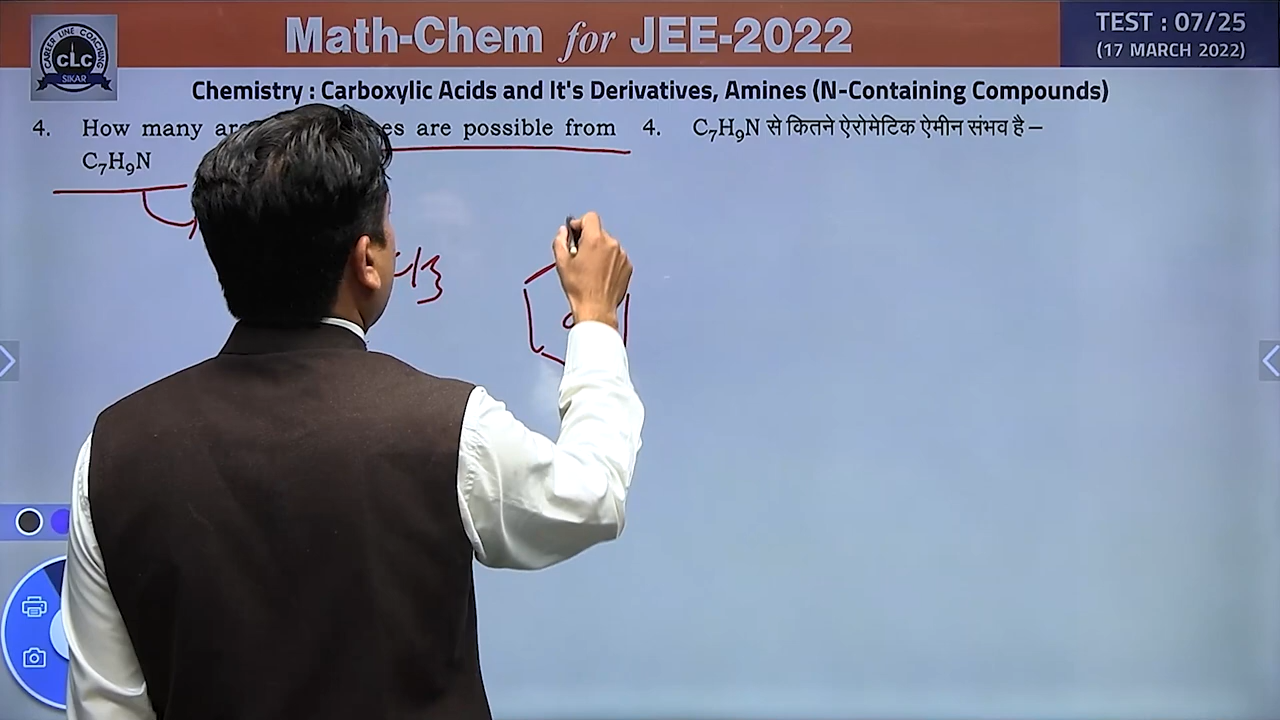 Math-Chem for JEE-2022
TEST : 07/25
(17 MARCH 2022)
CAREER LINE COACHING
CLC
SIKAR
Chemistry : Carboxylic Acids and It's Derivatives, Amines (N-Containing Compounds)
4. How many are possible from
C₇H₉N
4. C₇H₉N से कितने ऐरोमेटिक ऐमीन संभव है –